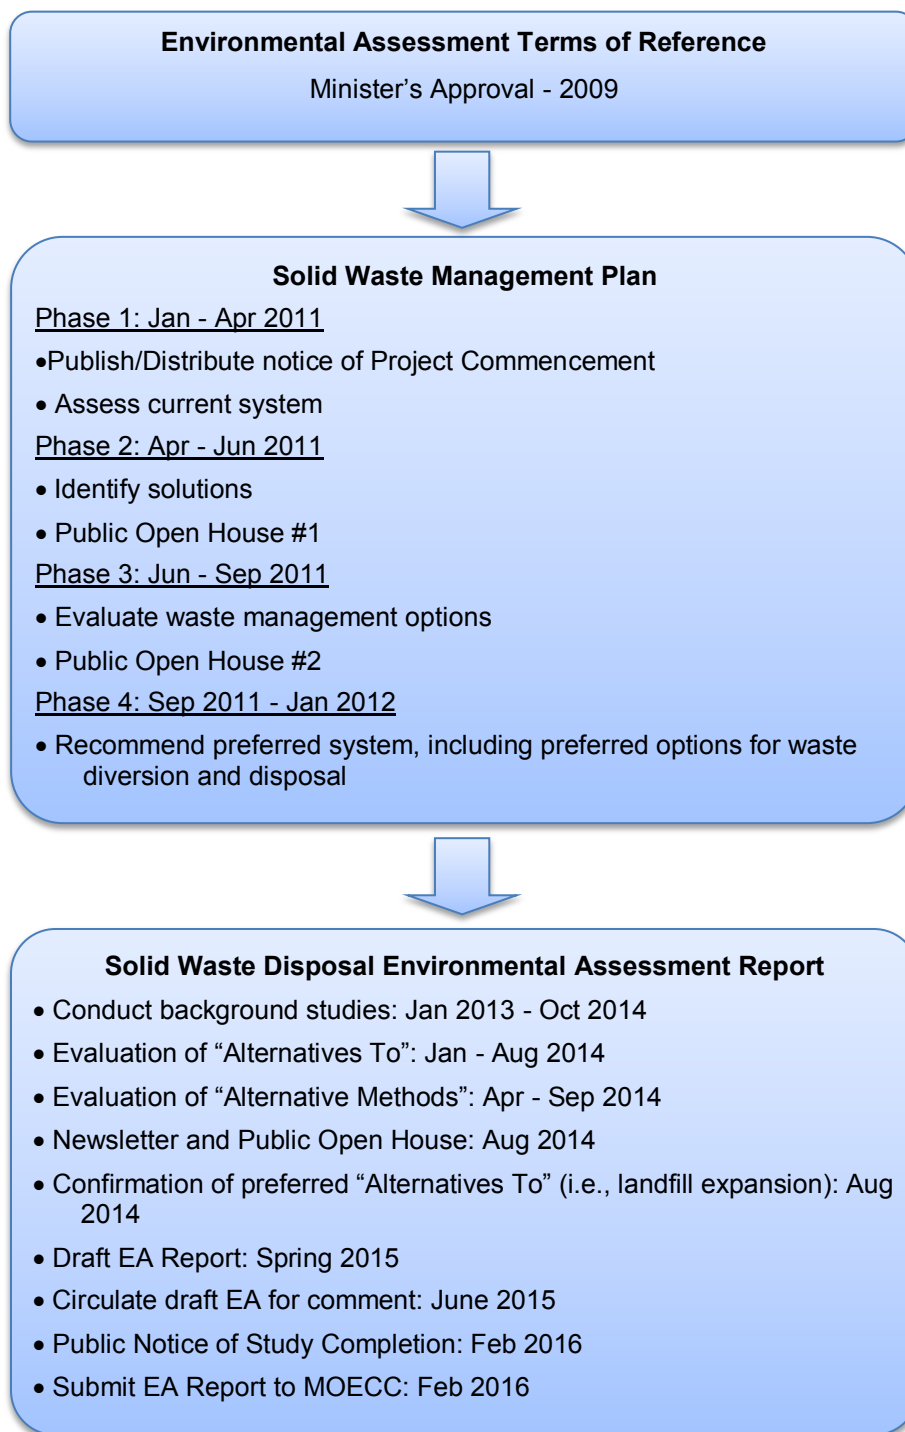 Environmental Assessment Terms of Reference
Minister’s Approval - 2009
Solid Waste Management Plan
Phase 1: Jan - Apr 2011
•Publish/Distribute notice of Project Commencement
• Assess current system
Phase 2: Apr - Jun 2011
• Identify solutions
• Public Open House #1
Phase 3: Jun - Sep 2011
• Evaluate waste management options
• Public Open House #2
Phase 4: Sep 2011 - Jan 2012
• Recommend preferred system, including preferred options for waste
diversion and disposal
Solid Waste Disposal Environmental Assessment Report
• Conduct background studies: Jan 2013 - Oct 2014
• Evaluation of “Alternatives To”: Jan - Aug 2014
• Evaluation of “Alternative Methods”: Apr - Sep 2014
• Newsletter and Public Open House: Aug 2014
• Confirmation of preferred “Alternatives To” (i.e., landfill expansion): Aug
2014
• Draft EA Report: Spring 2015
• Circulate draft EA for comment: June 2015
• Public Notice of Study Completion: Feb 2016
• Submit EA Report to MOECC: Feb 2016